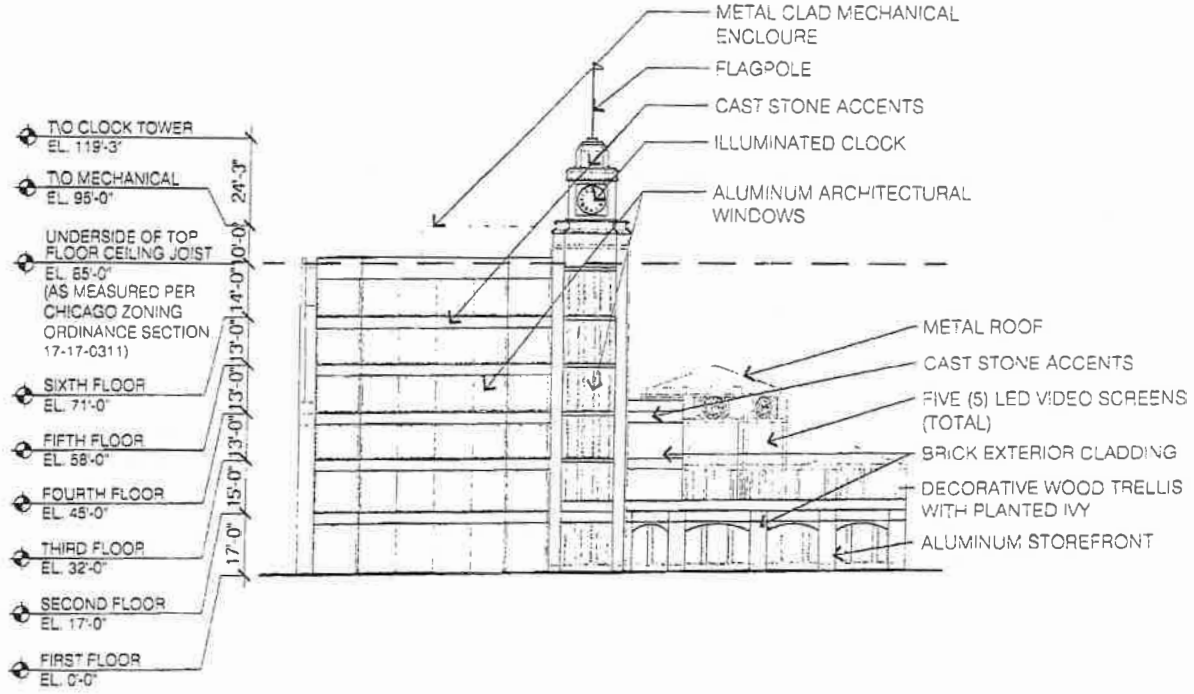 METAL CLAD MECHANICAL
ENCLOURE
FLAGPOLE
CAST STONE ACCENTS
ILLUMINATED CLOCK
ALUMINUM ARCHITECTURAL
WINDOWS
METAL ROOF
CAST STONE ACCENTS
FIVE (5) LED VIDEO SCREENS
(TOTAL)
BRICK EXTERIOR CLADDING
DECORATIVE WOOD TRELLIS
WITH PLANTED IVY
ALUMINUM STOREFRONT
T\O CLOCK TOWER
EL. 119'-3"
T\O MECHANICAL
EL. 95'-0"
UNDERSIDE OF TOP
FLOOR CEILING JOIST
EL. 85'-0"
(AS MEASURED PER
CHICAGO ZONING
ORDINANCE SECTION
17-17-0311)
SIXTH FLOOR
EL. 71'-0"
FIFTH FLOOR
EL. 58'-0"
FOURTH FLOOR
EL. 45'-0"
THIRD FLOOR
EL. 32'-0"
SECOND FLOOR
EL. 17'-0"
FIRST FLOOR
EL. 0'-0"
24'-3"
10'-0"
14'-0"
13'-0"
13'-0"
13'-0"
15'-0"
17'-0"